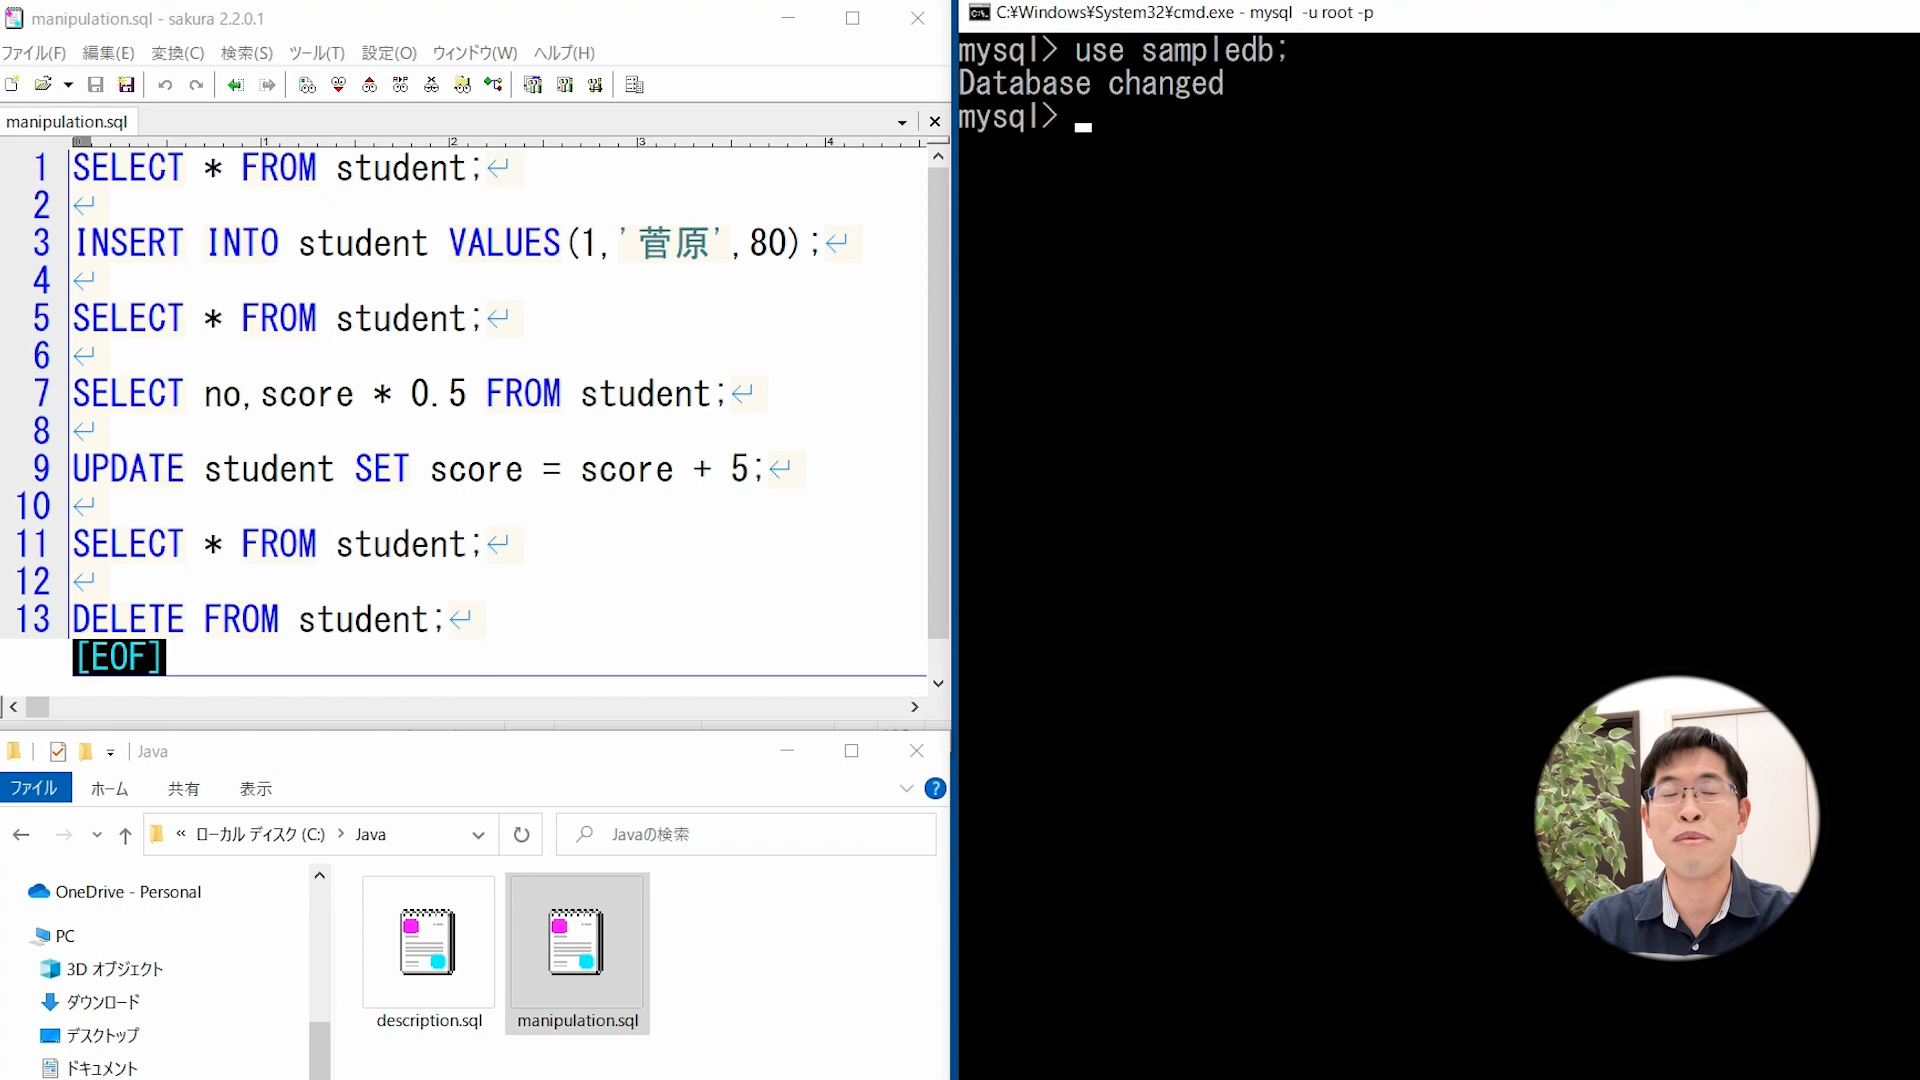 manipulation.sql - sakura 2.2.0.1
ファイル(F) 編集(E) 変換(C) 検索(S) ツール(T) 設定(O) ウィンドウ(W) ヘルプ(H)
manipulation.sql
0 1 2 3 4
1 SELECT * FROM student;
2
3 INSERT INTO student VALUES(1,'菅原',80);
4
5 SELECT * FROM student;
6
7 SELECT no,score * 0.5 FROM student;
8
9 UPDATE student SET score = score + 5;
10
11 SELECT * FROM student;
12
13 DELETE FROM student;
[EOF]
Java
ファイル ホーム 共有 表示
« ローカル ディスク (C:) > Java
Javaの検索
OneDrive - Personal
PC
3D オブジェクト
ダウンロード
デスクトップ
ドキュメント
description.sql
manipulation.sql
C:¥Windows¥System32¥cmd.exe - mysql -u root -p
mysql> use sampledb;
Database changed
mysql>